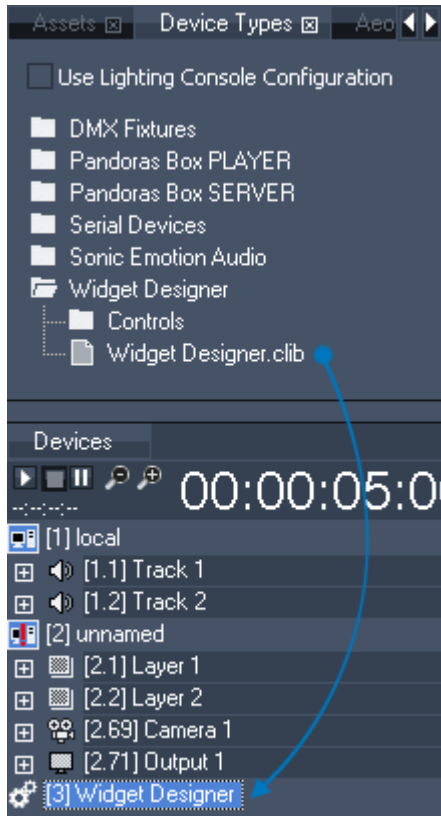 Assets Device Types Aeo
Use Lighting Console Configuration
DMX Fixtures
Pandoras Box PLAYER
Pandoras Box SERVER
Serial Devices
Sonic Emotion Audio
Widget Designer
Controls
Widget Designer.clib
Devices
00:00:05:0
--:--:--:--
[1] local
[1.1] Track 1
[1.2] Track 2
[2] unnamed
[2.1] Layer 1
[2.2] Layer 2
[2.69] Camera 1
[2.71] Output 1
[3] Widget Designer